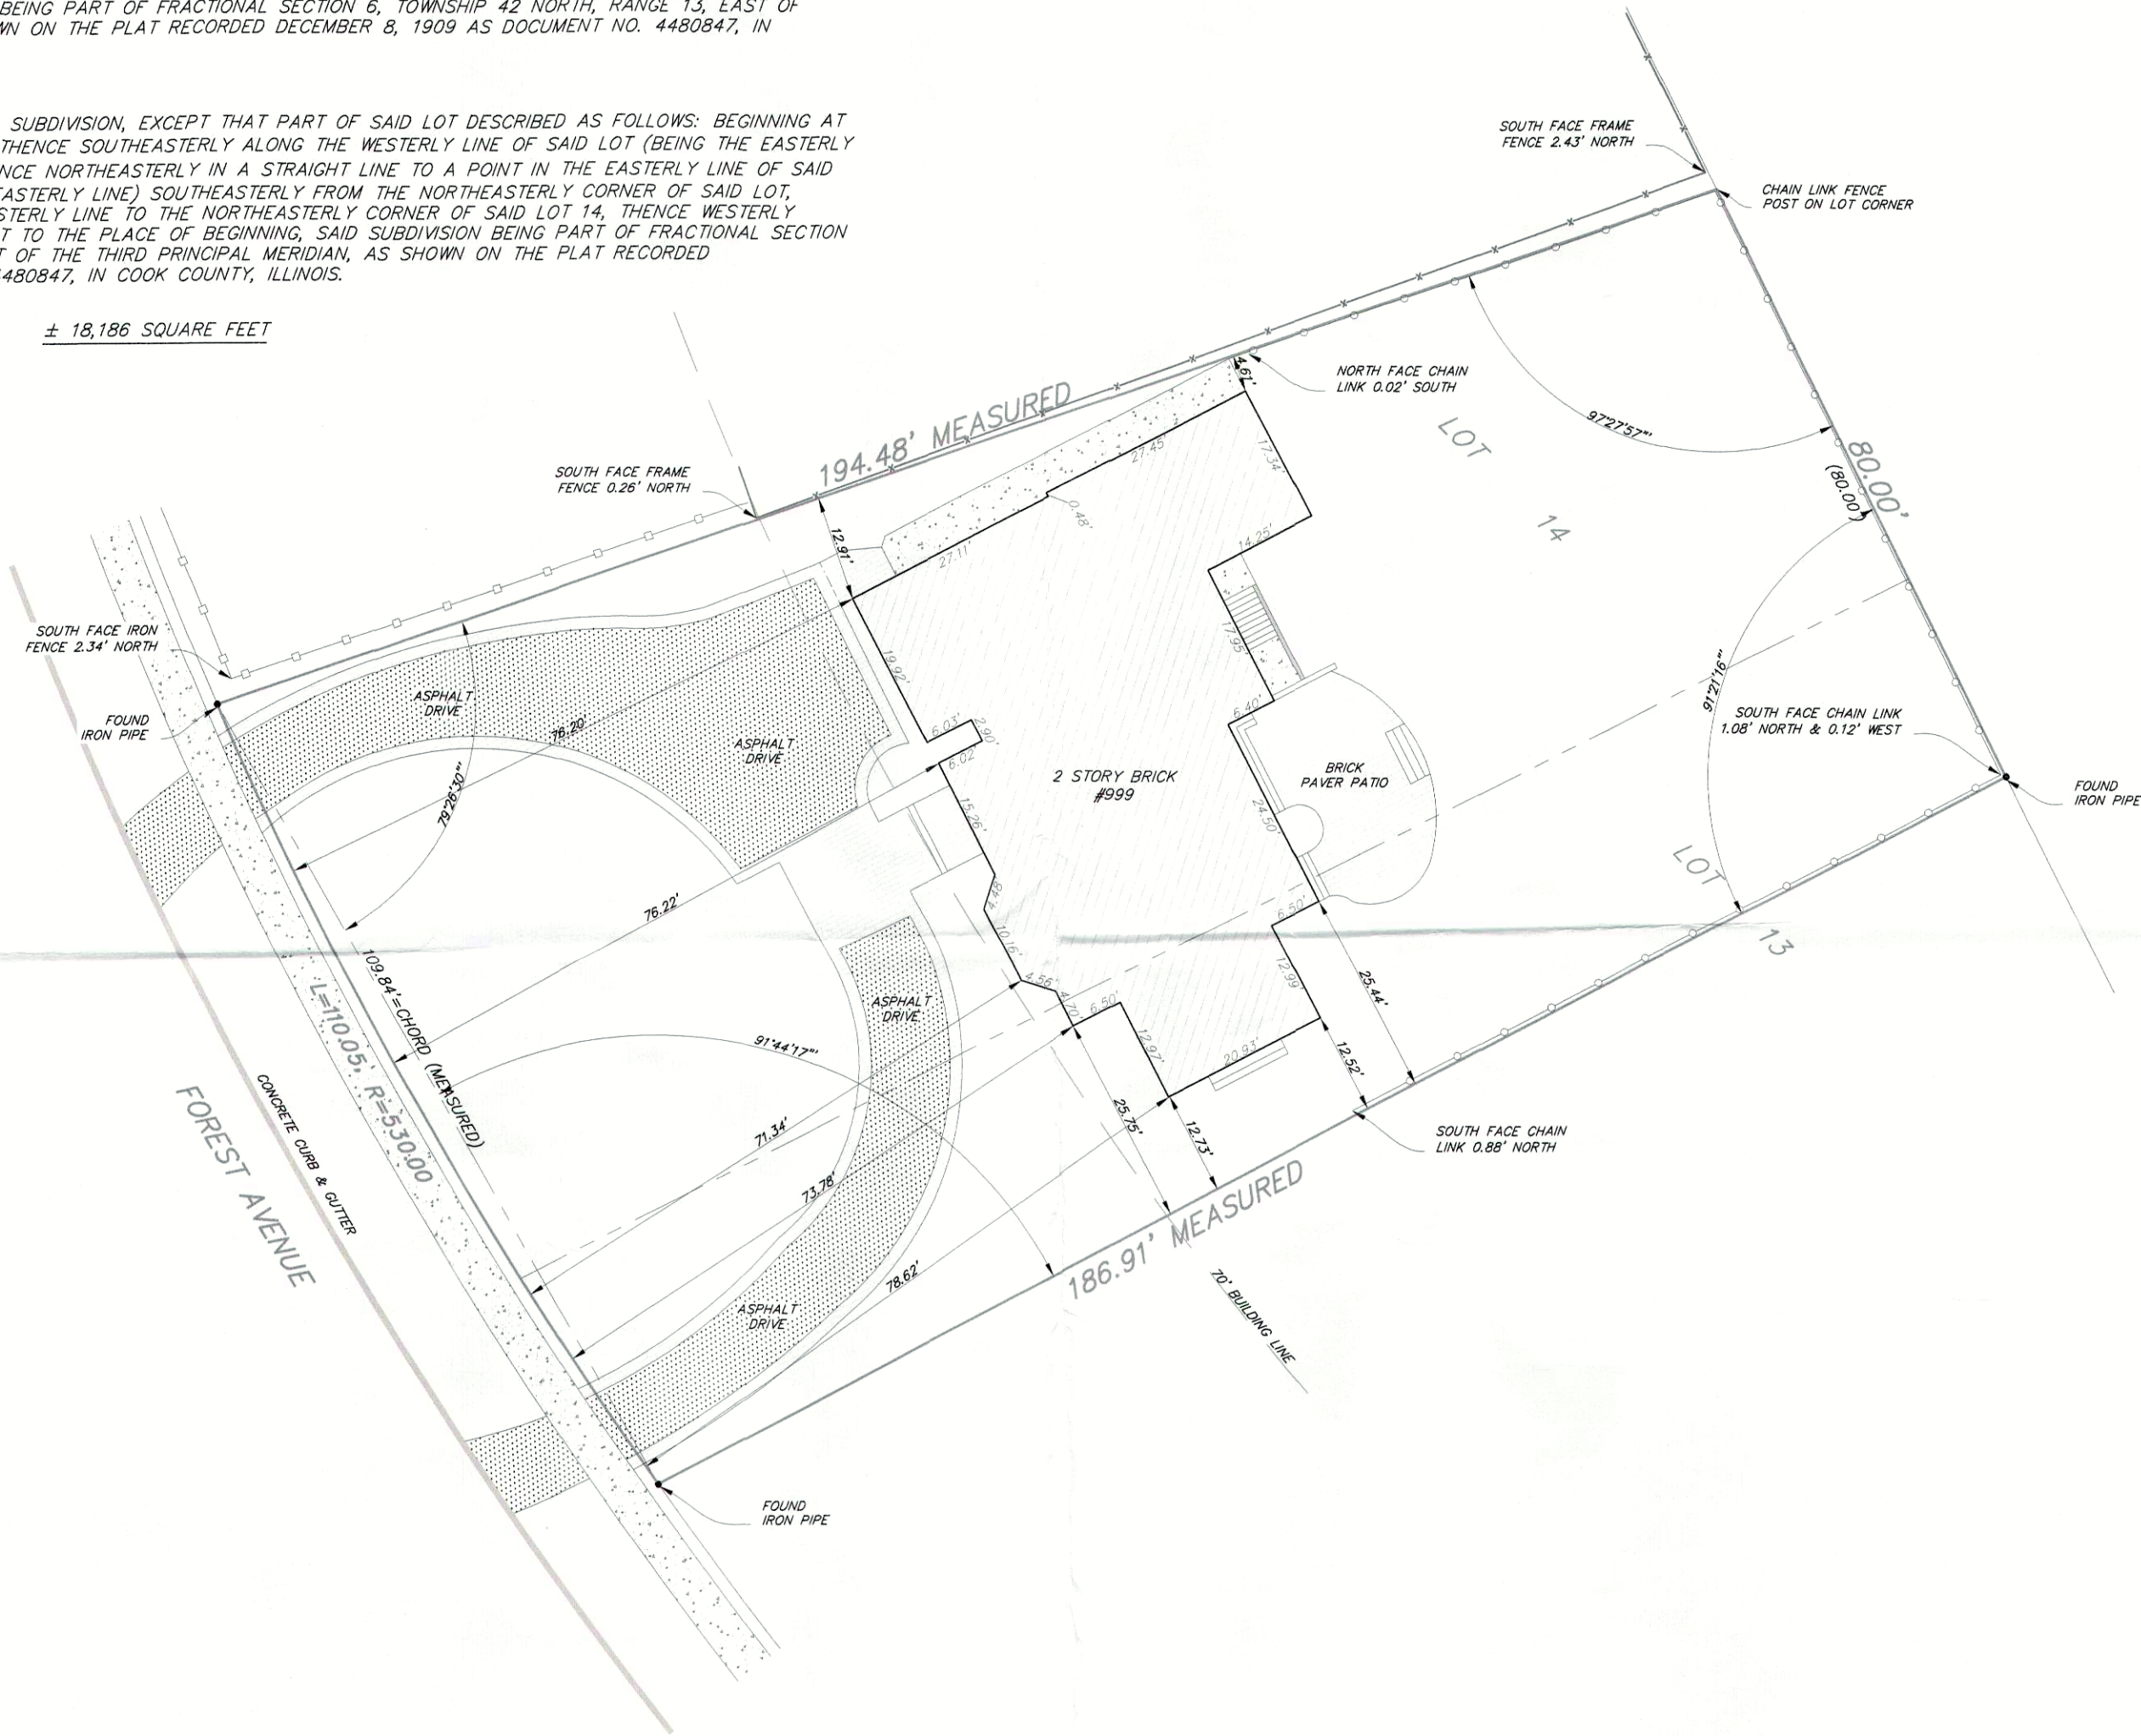 BEING PART OF FRACTIONAL SECTION 6, TOWNSHIP 42 NORTH, RANGE 13, EAST OF
WN ON THE PLAT RECORDED DECEMBER 8, 1909 AS DOCUMENT NO. 4480847, IN
SUBDIVISION, EXCEPT THAT PART OF SAID LOT DESCRIBED AS FOLLOWS: BEGINNING AT
THENCE SOUTHEASTERLY ALONG THE WESTERLY LINE OF SAID LOT (BEING THE EASTERLY
NCE NORTHEASTERLY IN A STRAIGHT LINE TO A POINT IN THE EASTERLY LINE OF SAID
EASTERLY LINE) SOUTHEASTERLY FROM THE NORTHEASTERLY CORNER OF SAID LOT,
STERLY LINE TO THE NORTHEASTERLY CORNER OF SAID LOT 14, THENCE WESTERLY
T TO THE PLACE OF BEGINNING, SAID SUBDIVISION BEING PART OF FRACTIONAL SECTION
T OF THE THIRD PRINCIPAL MERIDIAN, AS SHOWN ON THE PLAT RECORDED
4480847, IN COOK COUNTY, ILLINOIS.
± 18,186 SQUARE FEET
SOUTH FACE FRAME
FENCE 2.43' NORTH
CHAIN LINK FENCE
POST ON LOT CORNER
NORTH FACE CHAIN
LINK 0.02' SOUTH
4.61'
194.48' MEASURED
SOUTH FACE FRAME
FENCE 0.26' NORTH
LOT
14
97°27'57"'
80.00'
(80.00')
27.45'
17.34'
0.48'
12.91'
27.11'
14.25'
SOUTH FACE IRON
FENCE 2.34' NORTH
FOUND
IRON PIPE
ASPHALT
DRIVE
19.92'
17.95'
76.20'
ASPHALT
DRIVE
6.03'
2.90'
6.02'
6.40'
79°26'30"'
2 STORY BRICK
#999
BRICK
PAVER PATIO
91°21'16"'
SOUTH FACE CHAIN LINK
1.08' NORTH & 0.12' WEST
FOUND
IRON PIPE
15.26'
24.50'
76.22'
4.48'
10.16'
6.50'
LOT
13
109.84'=CHORD (MEASURED)
L=110.05, R=530.00
ASPHALT
DRIVE
4.56'
4.70'
6.50'
12.99'
25.44'
91°44'17"'
12.97'
20.93'
12.52'
CONCRETE CURB & GUTTER
FOREST AVENUE
71.34'
25.75'
12.73'
SOUTH FACE CHAIN
LINK 0.88' NORTH
73.78'
78.62'
186.91' MEASURED
70' BUILDING LINE
ASPHALT
DRIVE
FOUND
IRON PIPE